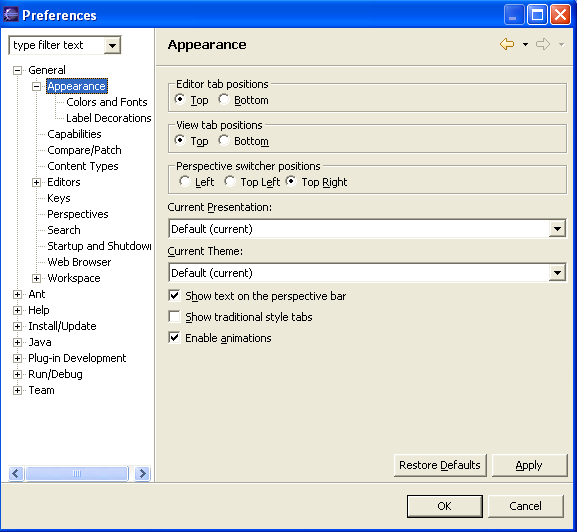 Preferences
type filter text
General
Appearance
Colors and Fonts
Label Decorations
Capabilities
Compare/Patch
Content Types
Editors
Keys
Perspectives
Search
Startup and Shutdow
Web Browser
Workspace
Ant
Help
Install/Update
Java
Plug-in Development
Run/Debug
Team
Appearance
Editor tab positions
Top Bottom
View tab positions
Top Bottom
Perspective switcher positions
Left Top Left Top Right
Current Presentation:
Default (current)
Current Theme:
Default (current)
Show text on the perspective bar
Show traditional style tabs
Enable animations
Restore Defaults Apply
OK Cancel